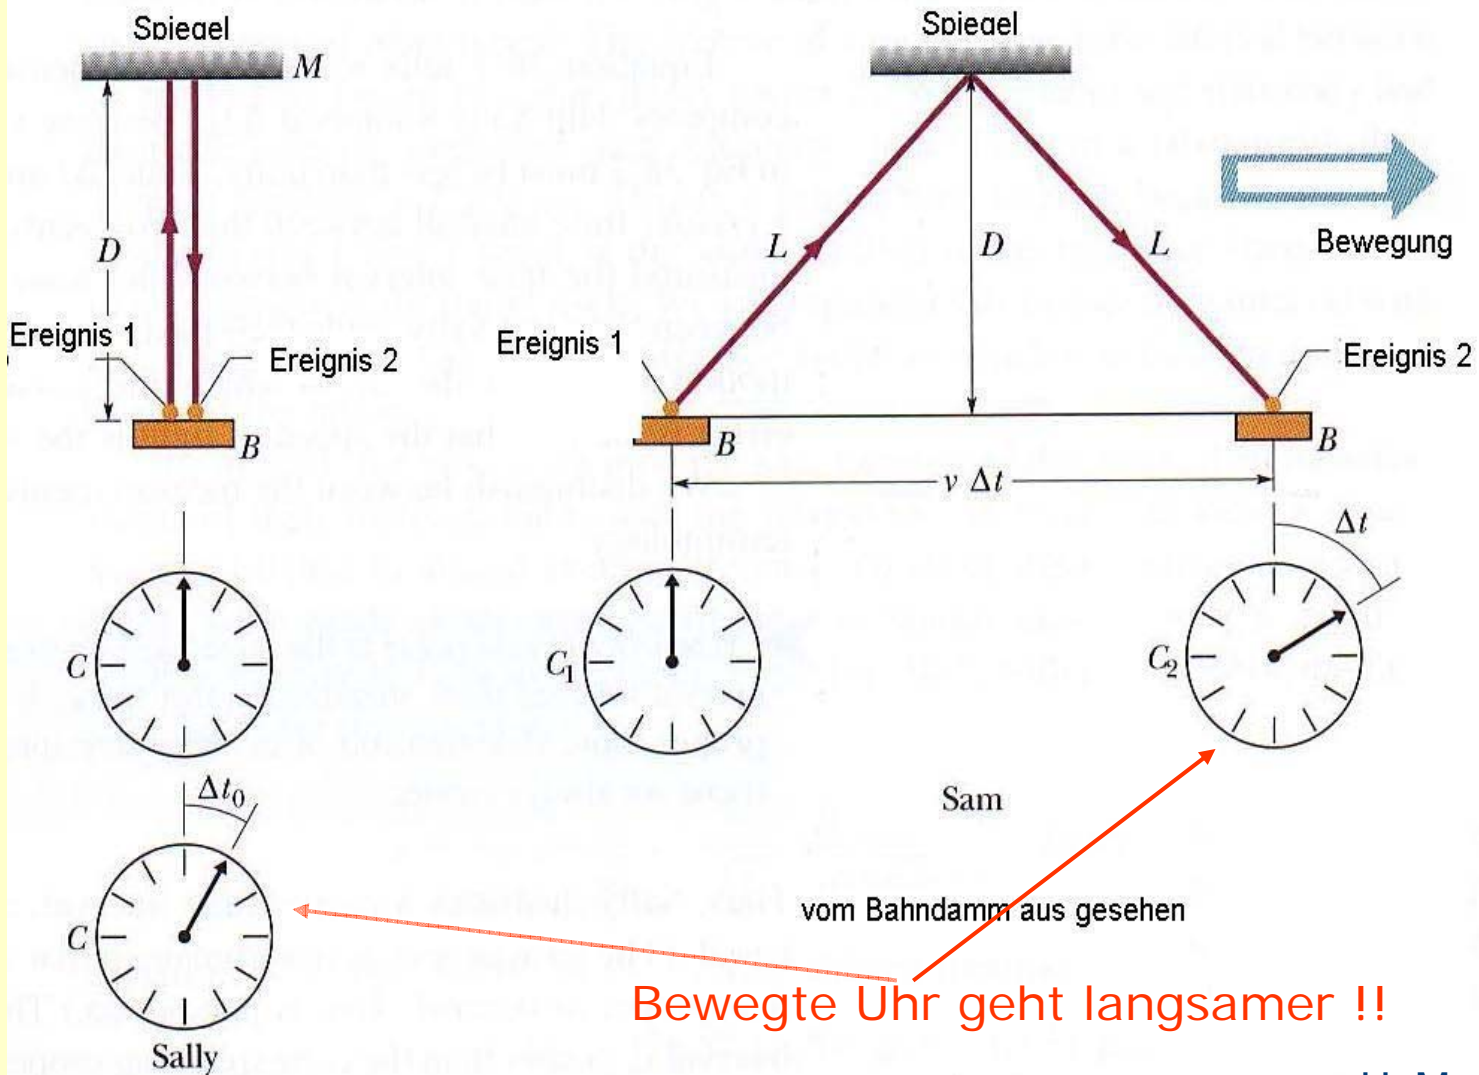 Spiegel
M
D
Ereignis 1
Ereignis 2
B
C
Δt₀
C
Sally
Spiegel
L
D
L
Bewegung
Ereignis 1
Ereignis 2
B
B
v Δt
Δt
C₁
C₂
Sam
vom Bahndamm aus gesehen
Bewegte Uhr geht langsamer !!